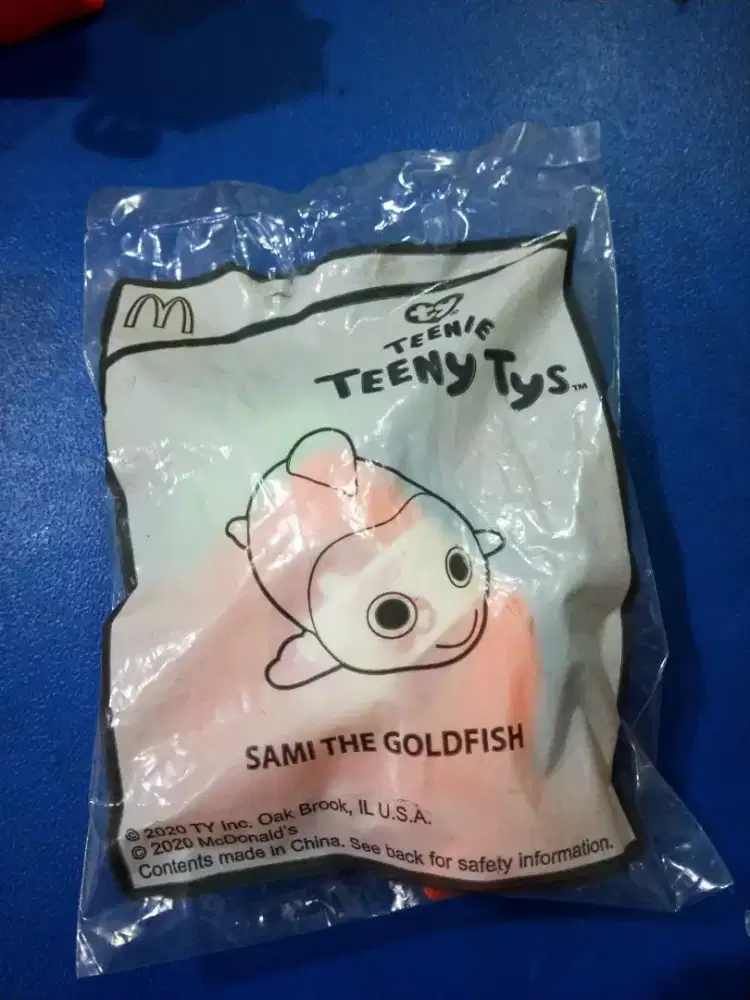 M
ty
TEENIE
TEENY TYS™
SAMI THE GOLDFISH
© 2020 TY Inc. Oak Brook, IL U.S.A.
© 2020 McDonald's
Contents made in China. See back for safety information.